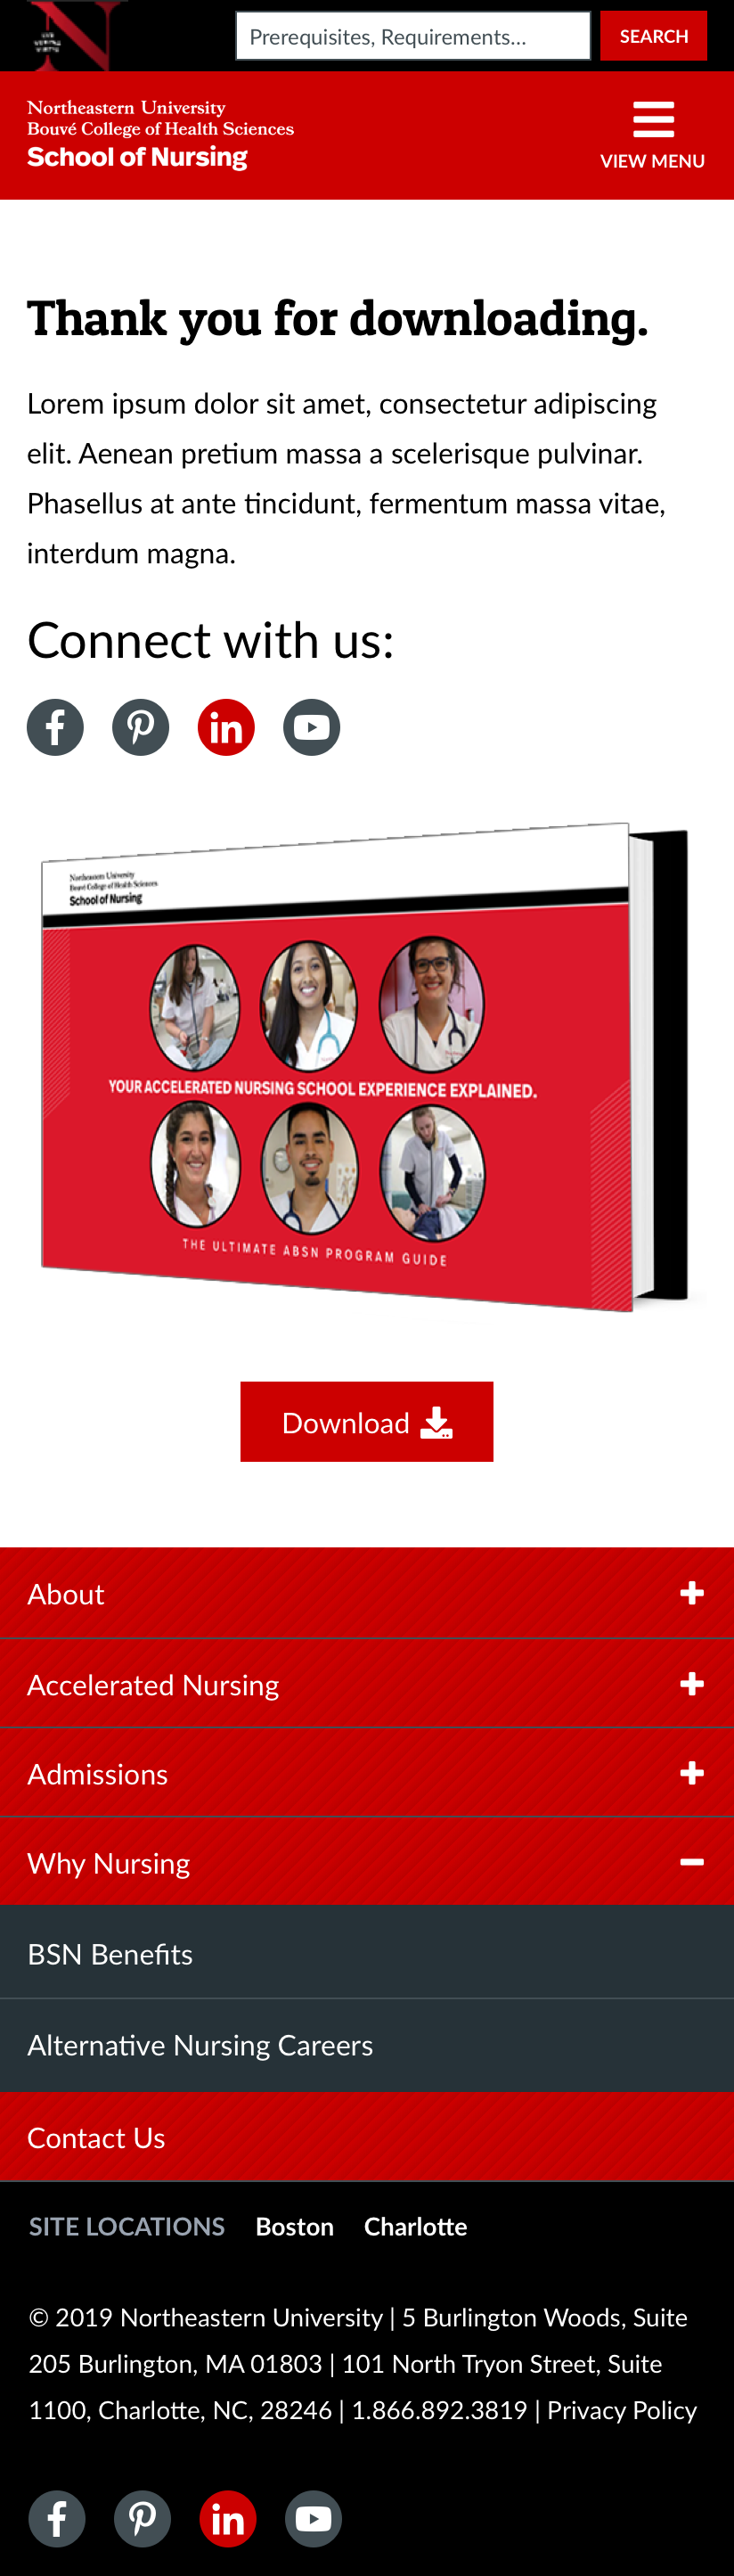 N
Prerequisites, Requirements...
SEARCH
Northeastern University
Bouvé College of Health Sciences
School of Nursing
VIEW MENU
Thank you for downloading.
Lorem ipsum dolor sit amet, consectetur adipiscing
elit. Aenean pretium massa a scelerisque pulvinar.
Phasellus at ante tincidunt, fermentum massa vitae,
interdum magna.
Connect with us:
Northeastern University
Bouvé College of Health Sciences
School of Nursing
YOUR ACCELERATED NURSING SCHOOL EXPERIENCE EXPLAINED.
THE ULTIMATE ABSN PROGRAM GUIDE
Download
About
Accelerated Nursing
Admissions
Why Nursing
BSN Benefits
Alternative Nursing Careers
Contact Us
SITE LOCATIONS Boston Charlotte
© 2019 Northeastern University | 5 Burlington Woods, Suite
205 Burlington, MA 01803 | 101 North Tryon Street, Suite
1100, Charlotte, NC, 28246 | 1.866.892.3819 | Privacy Policy